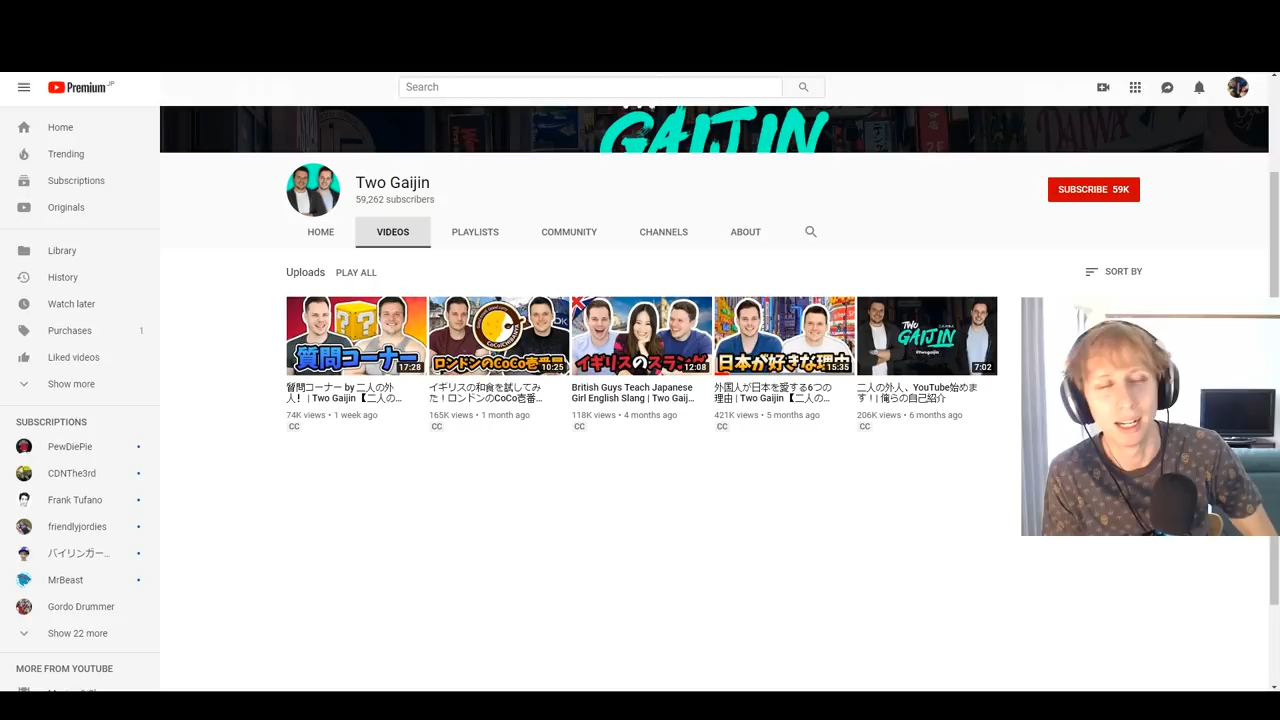 Premium JP
Search
GAIJIN
Home
Trending
Subscriptions
Originals
Library
History
Watch later
Purchases 1
Liked videos
Show more
SUBSCRIPTIONS
PewDiePie
CDNThe3rd
Frank Tufano
friendlyjordies
バイリンガー...
MrBeast
Gordo Drummer
Show 22 more
MORE FROM YOUTUBE
Two Gaijin
59,262 subscribers
SUBSCRIBE 59K
HOME VIDEOS PLAYLISTS COMMUNITY CHANNELS ABOUT
Uploads PLAY ALL SORT BY
質問コーナー
17:28
質問コーナー by 二人の外
人! | Two Gaijin【二人の...
74K views • 1 week ago
CC
ロンドンのCoCo壱番屋
10:25
イギリスの和食を試してみ
た!ロンドンのCoCo壱番...
165K views • 1 month ago
CC
イギリスのスラング
12:08
British Guys Teach Japanese
Girl English Slang | Two Gaij...
118K views • 4 months ago
CC
日本が好きな理由
15:35
外国人が日本を愛する6つの
理由 | Two Gaijin【二人の...
421K views • 5 months ago
CC
TWO
GAIJIN
7:02
二人の外人、YouTube始めま
す!| 俺らの自己紹介
206K views • 6 months ago
CC